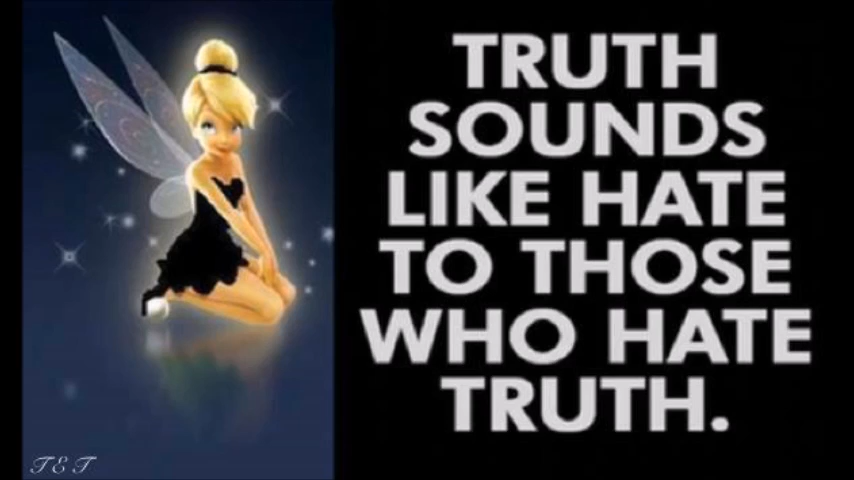 TRUTH
SOUNDS
LIKE HATE
TO THOSE
WHO HATE
TRUTH.
T&T